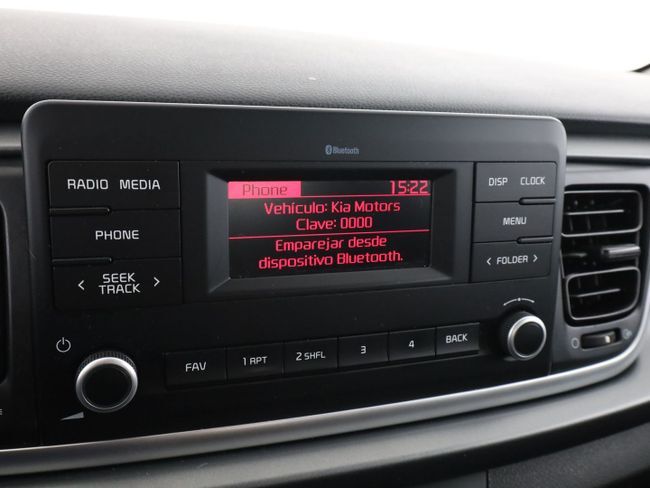 Bluetooth
RADIO MEDIA
PHONE
SEEK
TRACK
Phone 15:22
Vehículo: Kia Motors
Clave: 0000
Emparejar desde
dispositivo Bluetooth.
DISP CLOCK
MENU
< FOLDER >
FAV
1 RPT
2 SHFL
3
4
BACK